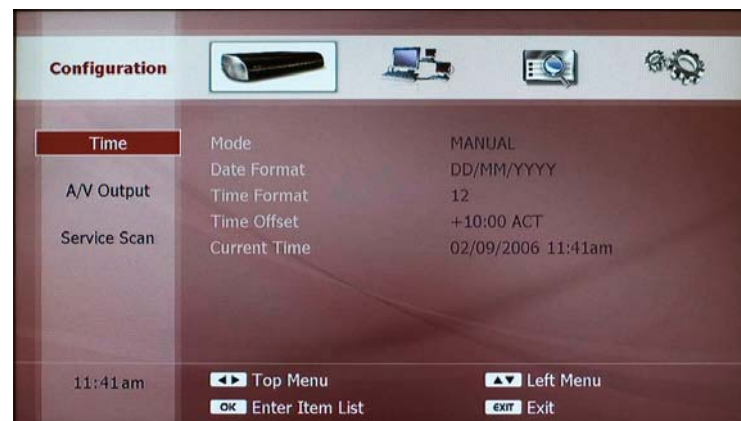 Configuration
Time
A/V Output
Service Scan
11:41am
Mode MANUAL
Date Format DD/MM/YYYY
Time Format 12
Time Offset +10:00 ACT
Current Time 02/09/2006 11:41am
Top Menu
Left Menu
OK Enter Item List
EXIT Exit